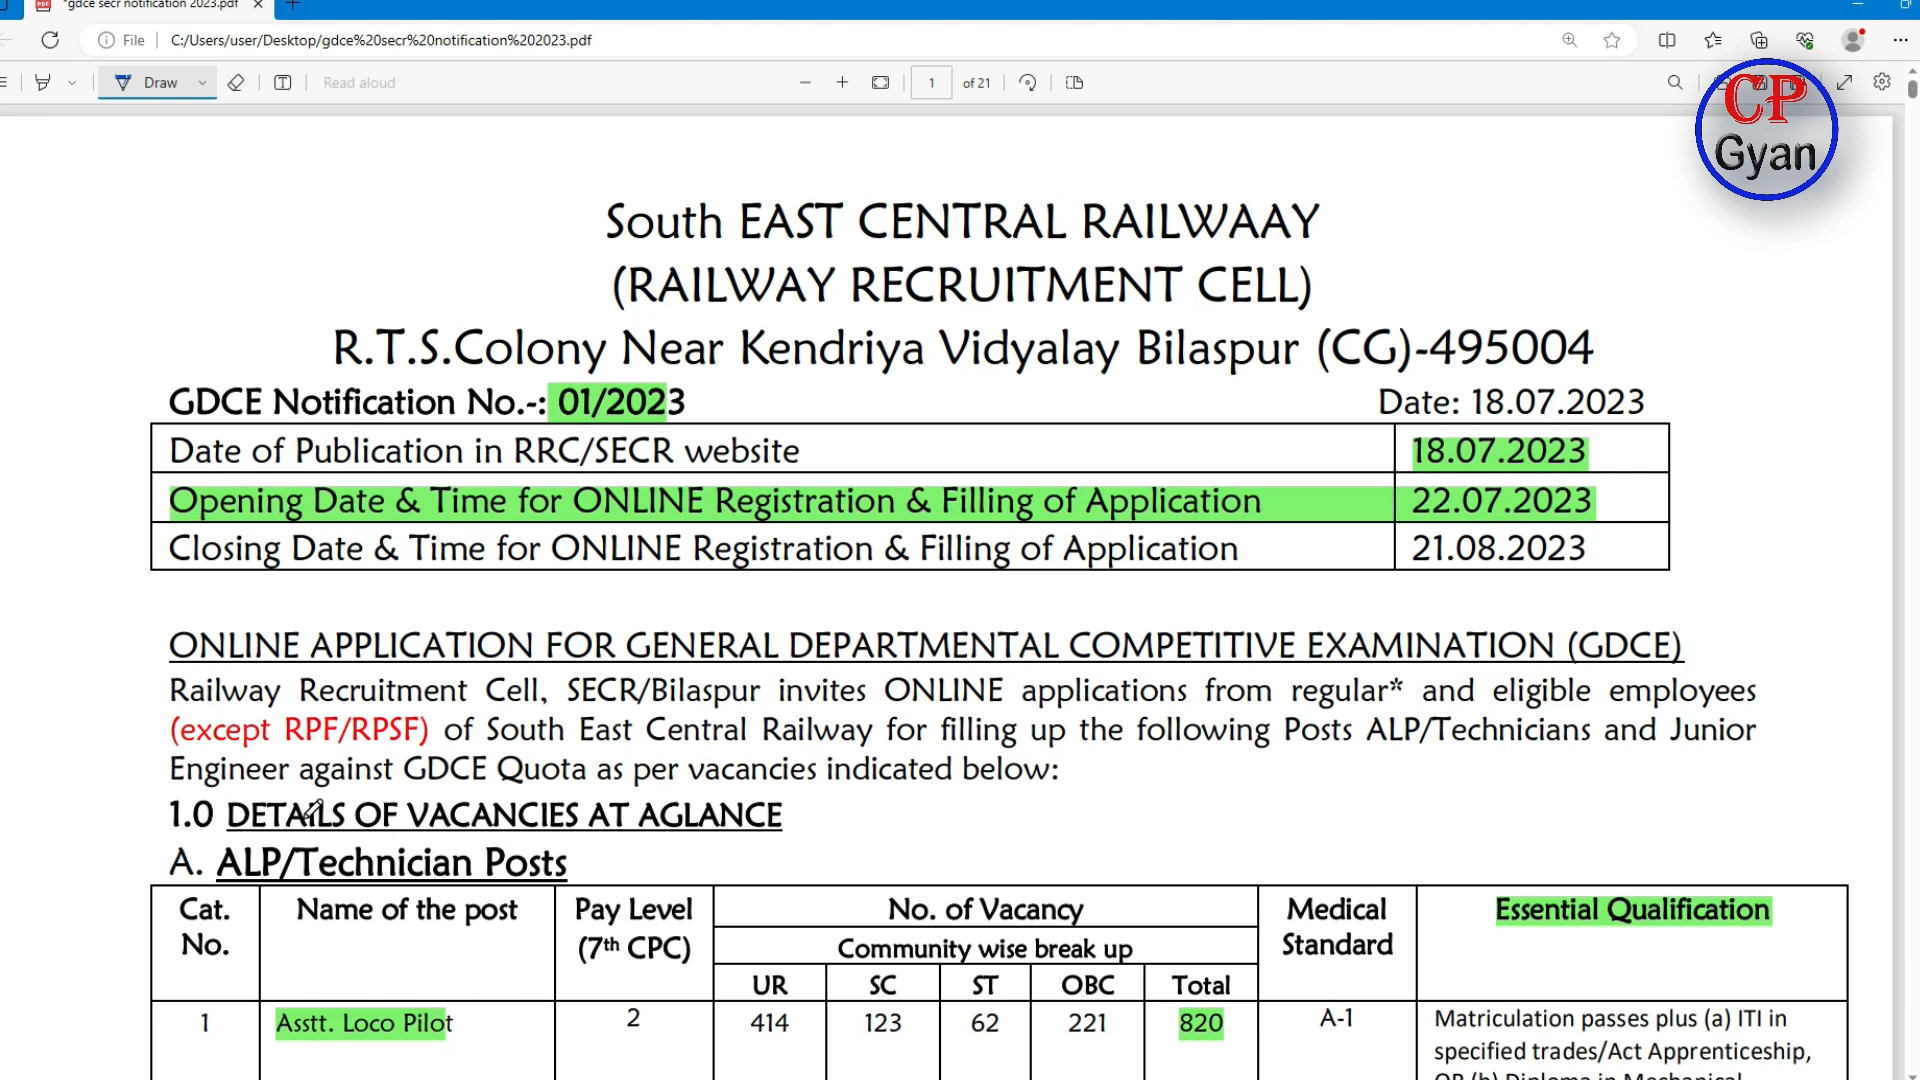 *gdce secr notification 2023.pdf
File
C:/Users/user/Desktop/gdce%20secr%20notification%202023.pdf
Draw
Read aloud
1 of 21
CP
Gyan
South EAST CENTRAL RAILWAAY
(RAILWAY RECRUITMENT CELL)
R.T.S.Colony Near Kendriya Vidyalay Bilaspur (CG)-495004
GDCE Notification No.-: 01/2023 Date: 18.07.2023
Date of Publication in RRC/SECR website 18.07.2023
Opening Date & Time for ONLINE Registration & Filling of Application 22.07.2023
Closing Date & Time for ONLINE Registration & Filling of Application 21.08.2023
ONLINE APPLICATION FOR GENERAL DEPARTMENTAL COMPETITIVE EXAMINATION (GDCE)
Railway Recruitment Cell, SECR/Bilaspur invites ONLINE applications from regular* and eligible employees
(except RPF/RPSF) of South East Central Railway for filling up the following Posts ALP/Technicians and Junior
Engineer against GDCE Quota as per vacancies indicated below:
1.0 DETAILS OF VACANCIES AT AGLANCE
A. ALP/Technician Posts
Cat. No.
Name of the post
Pay Level (7th CPC)
No. of Vacancy
Community wise break up
UR SC ST OBC Total
Medical Standard
Essential Qualification
1 Asstt. Loco Pilot 2 414 123 62 221 820 A-1 Matriculation passes plus (a) ITI in
specified trades/Act Apprenticeship,
OR (b) Diploma in Mechanical